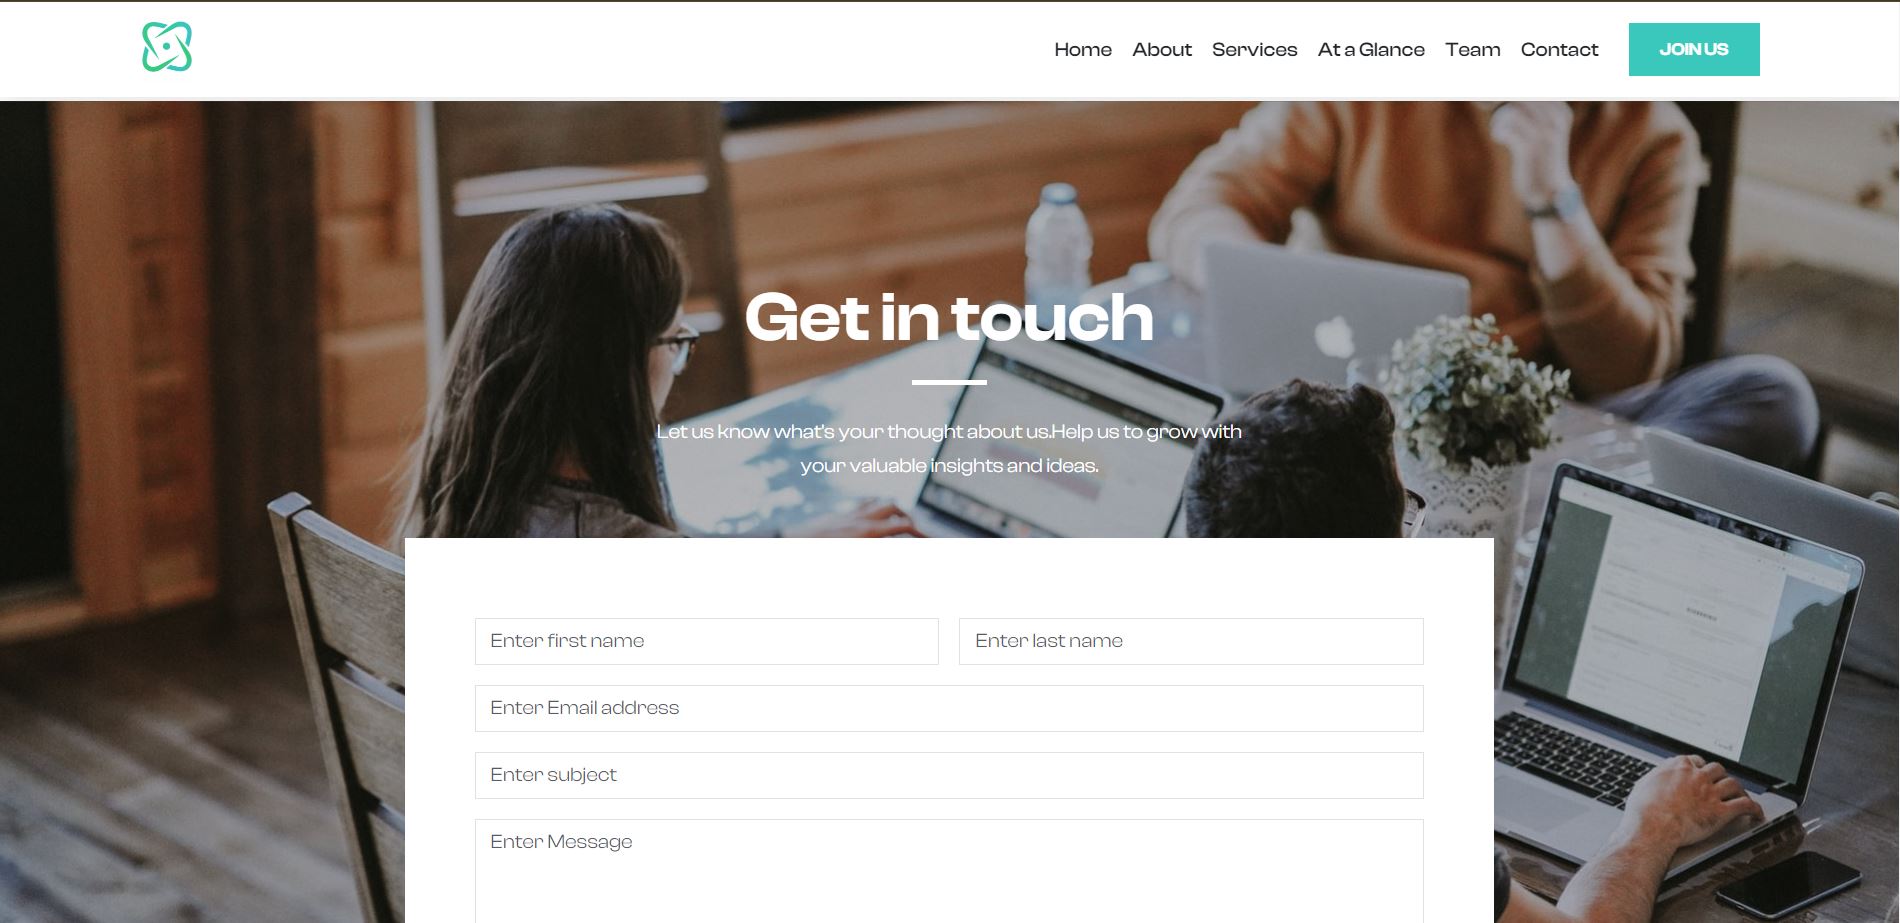 Home About Services At a Glance Team Contact JOIN US
Get in touch
Let us know what's your thought about us.Help us to grow with
your valuable insights and ideas.
Enter first name Enter last name
Enter Email address
Enter subject
Enter Message